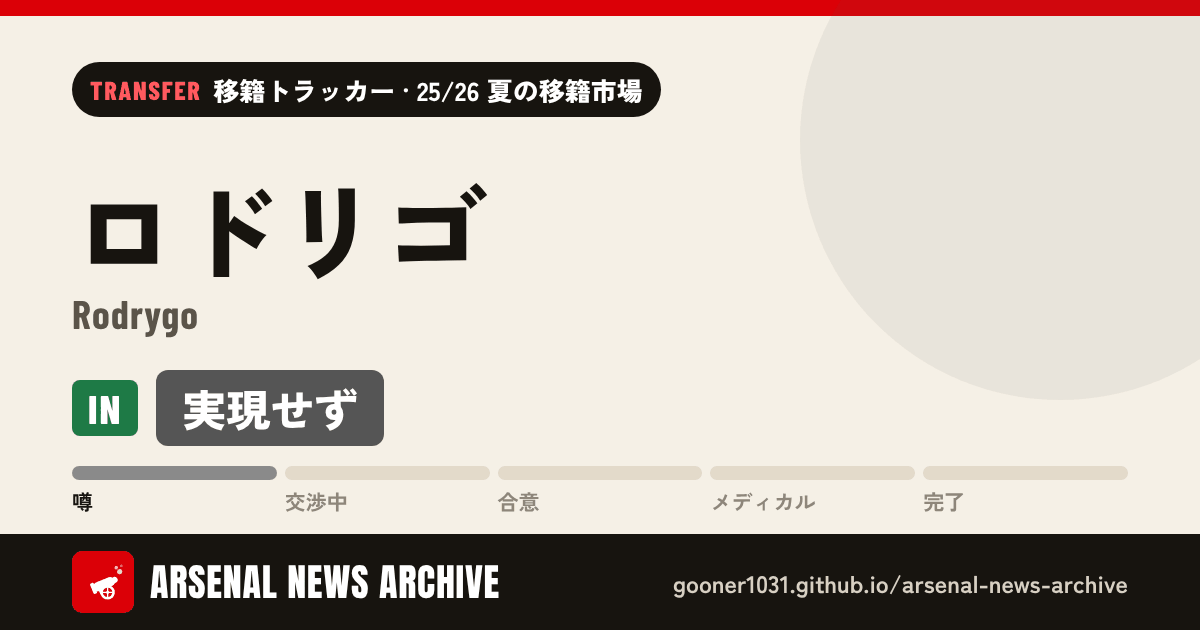 TRANSFER 移籍トラッカー · 25/26 夏の移籍市場
ロドリゴ
Rodrygo
IN 実現せず
噂 交渉中 合意 メディカル 完了
ARSENAL NEWS ARCHIVE gooner1031.github.io/arsenal-news-archive